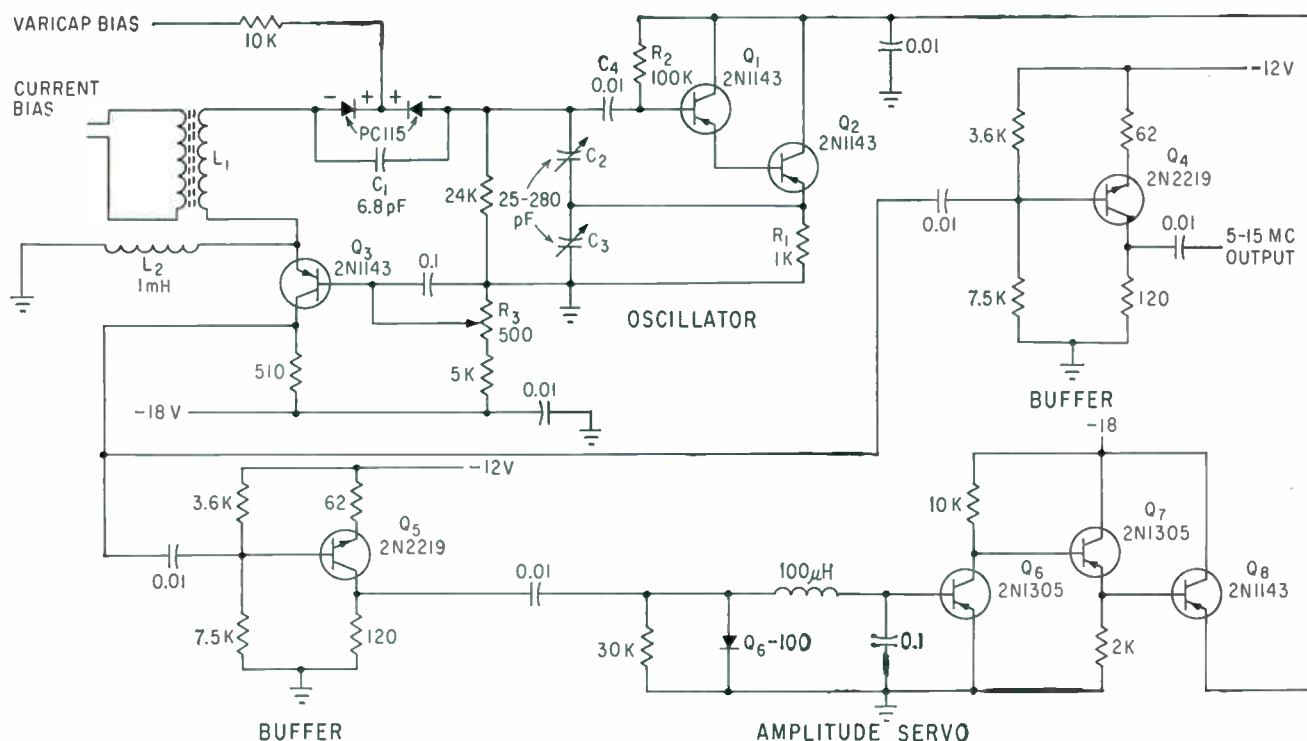 VARICAP BIAS
10K
CURRENT
BIAS
L1
- + + -
PC115
C1
6.8pF
L2
1mH
Q3
2N1143
0.1
24K
25-280
pF
C2
C3
C4
0.01
R2
100K
Q1
2N1143
Q2
2N1143
R1
1K
R3
500
5K
510
-18V
0.01
OSCILLATOR
0.01
-12V
3.6K
62
Q4
2N2219
0.01
0.01
5-15 MC
OUTPUT
7.5K
120
BUFFER
-12V
3.6K
62
Q5
2N2219
0.01
7.5K
120
BUFFER
0.01
30K
Q6-100
100μH
0.1
-18
10K
Q6
2N1305
Q7
2N1305
Q8
2N1143
2K
AMPLITUDE SERVO